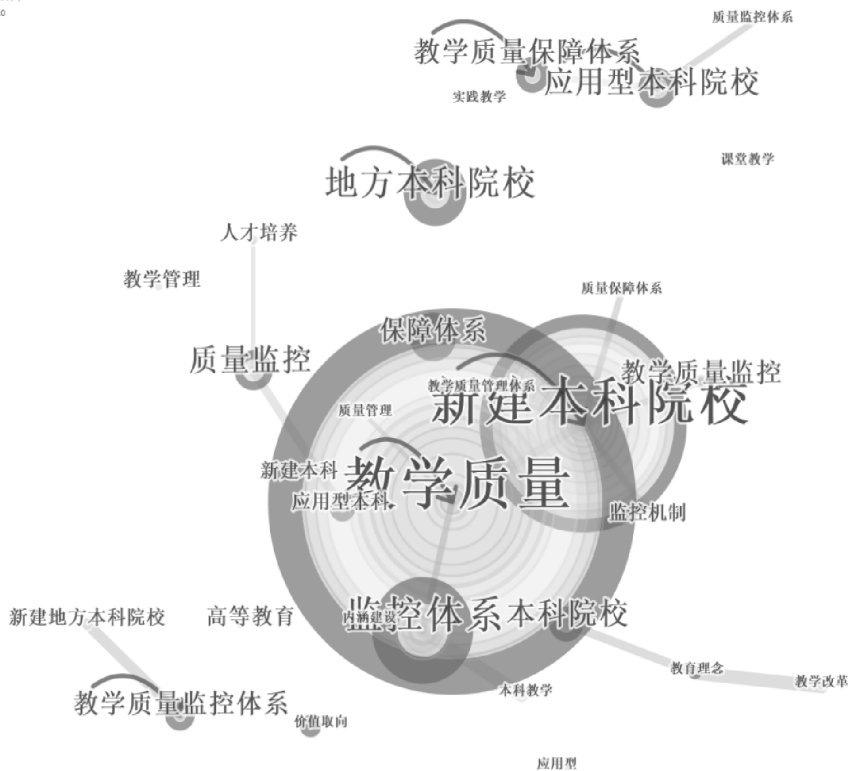 质量监控体系
教学质量保障体系
应用型本科院校
实践教学
课堂教学
地方本科院校
人才培养
教学管理
质量保障体系
保障体系
质量监控
教学质量监控
教学质量管理体系
新建本科院校
质量管理
新建本科
教学质量
应用型本科
监控机制
新建地方本科院校
高等教育
内涵建设
监控体系
本科院校
教育理念
教学改革
本科教学
教学质量监控体系
价值取向
应用型